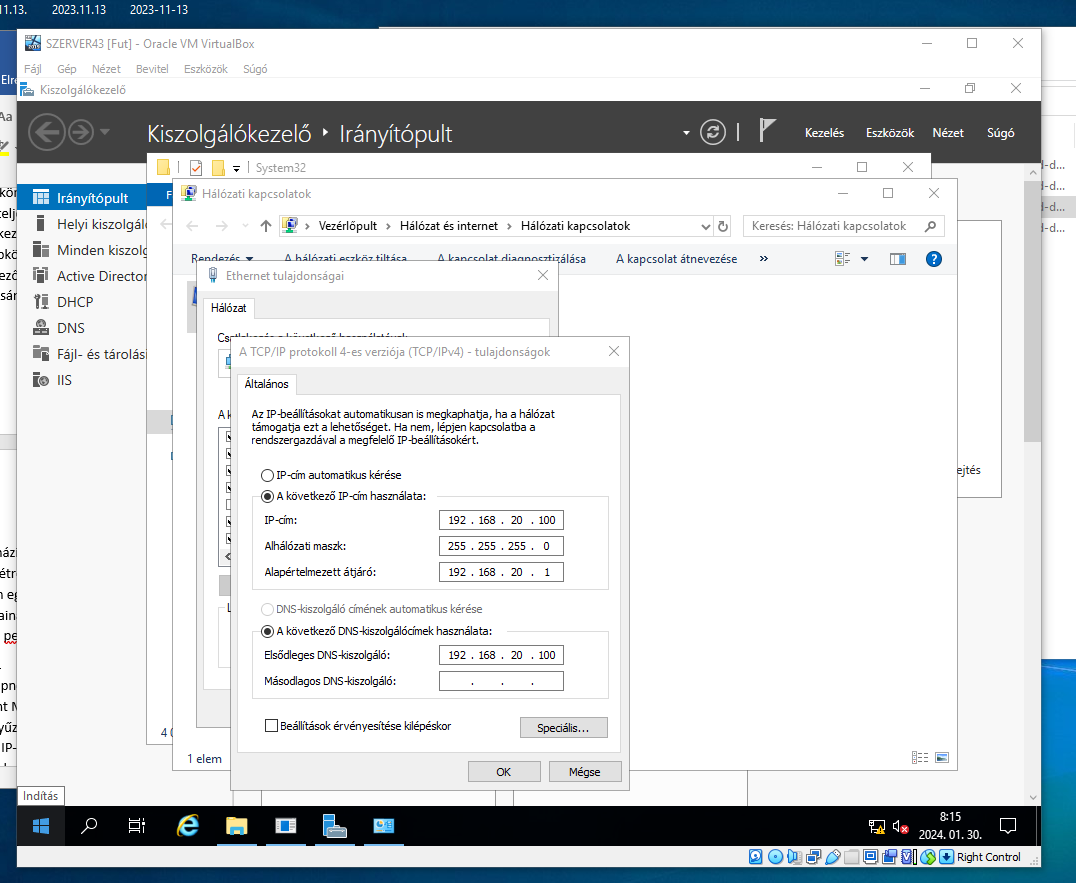 11.13.
2023.11.13
2023-11-13
SZERVER43 [Fut] - Oracle VM VirtualBox
Fájl Gép Nézet Bevitel Eszközök Súgó
Kiszolgálókezelő
Kiszolgálókezelő
Irányítópult
Kezelés Eszközök Nézet Súgó
System32
Irányítópult
Helyi kiszolgáló
Minden kiszolg
Active Director
DHCP
DNS
Fájl- és tárolási
IIS
Hálózati kapcsolatok
Vezérlőpult
Hálózat és internet
Hálózati kapcsolatok
Keresés: Hálózati kapcsolatok
Rendezés
A hálózati eszköz tiltása
A kapcsolat diagnosztizálása
A kapcsolat átnevezése
»
Ethernet tulajdonságai
Hálózat
Csatlakozás a következő használatával:
A TCP/IP protokoll 4-es verziója (TCP/IPv4) - tulajdonságok
Általános
Az IP-beállításokat automatikusan is megkaphatja, ha a hálózat
támogatja ezt a lehetőséget. Ha nem, lépjen kapcsolatba a
rendszergazdával a megfelelő IP-beállításokért.
IP-cím automatikus kérése
A következő IP-cím használata:
IP-cím:
192 . 168 . 20 . 100
Alhálózati maszk:
255 . 255 . 255 . 0
Alapértelmezett átjáró:
192 . 168 . 20 . 1
DNS-kiszolgáló címének automatikus kérése
A következő DNS-kiszolgálócímek használata:
Elsődleges DNS-kiszolgáló:
192 . 168 . 20 . 100
Másodlagos DNS-kiszolgáló:
. . .
Beállítások érvényesítése kilépéskor
Speciális...
OK
Mégse
ejtés
1 elem
Indítás
8:15
2024. 01. 30.
Right Control